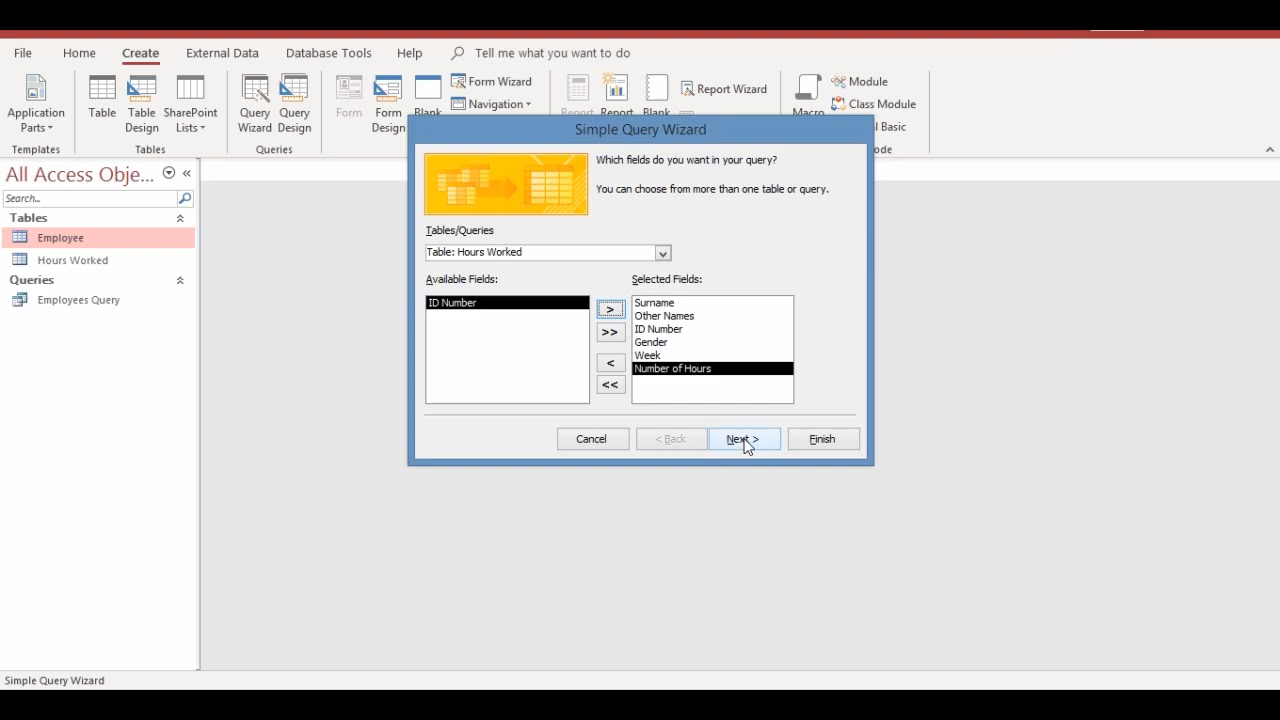 File Home Create External Data Database Tools Help Tell me what you want to do
Application Parts
Table
Table Design
SharePoint Lists
Query Wizard
Query Design
Form
Form Design
Blank
Form Wizard
Navigation
Report
Report
Blank
Report Wizard
Macro
Module
Class Module
Basic
Templates
Tables
Queries
ode
All Access Obje...
«
Search...
Tables
Employee
Hours Worked
Queries
Employees Query
Simple Query Wizard
Which fields do you want in your query?
You can choose from more than one table or query.
Tables/Queries
Table: Hours Worked
Available Fields:
ID Number
>
>>
<
<<
Selected Fields:
Surname
Other Names
ID Number
Gender
Week
Number of Hours
Cancel
< Back
Next >
Finish
Simple Query Wizard